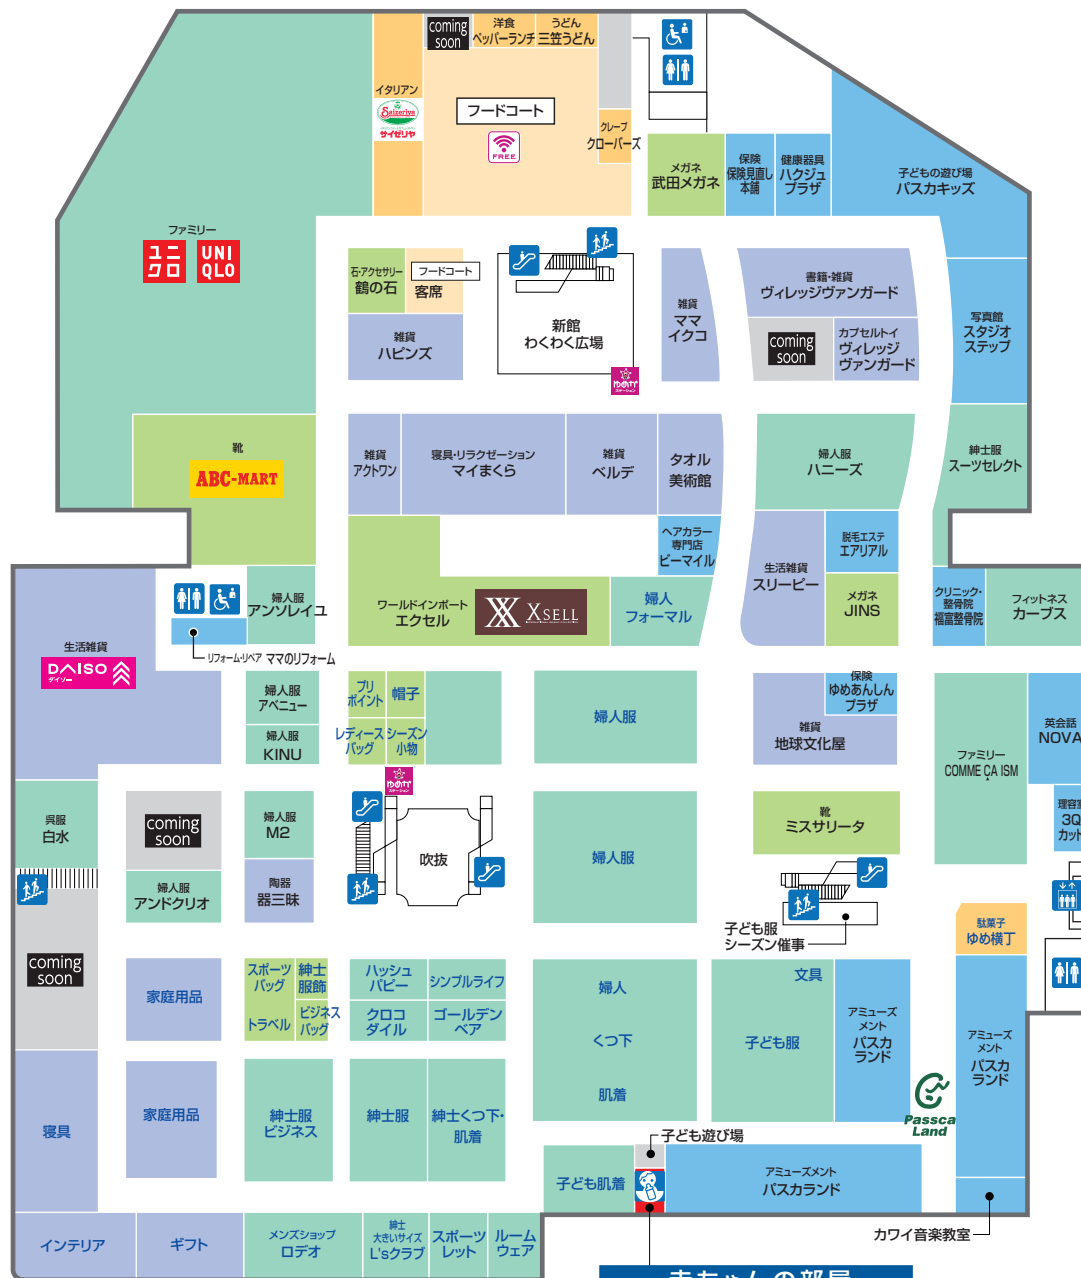 coming
soon
洋食
ペッパーランチ
うどん
三笠うどん
イタリアン
Saizeriya
サイゼリヤ
フードコート
FREE
クレープ
クローバーズ
メガネ
武田メガネ
保険
保険見直し
本舗
健康器具
ハクジュ
プラザ
子どもの遊び場
パスカキッズ
ファミリー
ユニ
クロ
UNI
QLO
石・アクセサリー
鶴の石
フードコート
客席
雑貨
ハピンズ
新館
わくわく広場
ゆめか
ステーション
雑貨
ママ
イクコ
書籍・雑貨
ヴィレッジヴァンガード
coming
soon
カプセルトイ
ヴィレッジ
ヴァンガード
写真館
スタジオ
ステップ
靴
ABC-MART
雑貨
アクトワン
寝具・リラクゼーション
マイまくら
雑貨
ベルデ
タオル
美術館
婦人服
ハニーズ
紳士服
スーツセレクト
ヘアカラー
専門店
ビーマイル
生活雑貨
スリーピー
脱毛エステ
エアリアル
メガネ
JINS
ワールドインポート
エクセル
XSELL
婦人
フォーマル
クリニック・
整骨院
福富整骨院
フィットネス
カーブス
婦人服
アンソレイユ
リフォーム・リペア ママのリフォーム
生活雑貨
DAISO
ダイソー
婦人服
アベニュー
婦人服
KINU
プリ
ポイント
帽子
レディース
バッグ
シーズン
小物
婦人服
保険
ゆめあんしん
プラザ
雑貨
地球文化屋
ファミリー
COMME ÇA ISM
英会話
NOVA
呉服
白水
coming
soon
婦人服
M2
ゆめか
ステーション
吹抜
婦人服
靴
ミスサリータ
理容室
3Q
カット
婦人服
アンドクリオ
陶器
器三昧
子ども服
シーズン催事
駄菓子
ゆめ横丁
coming
soon
家庭用品
スポーツ
バッグ
紳士
服飾
トラベル
ビジネス
バッグ
ハッシュ
パピー
シンプルライフ
クロコ
ダイル
ゴールデン
ベア
婦人
くつ下
肌着
文具
子ども服
アミューズ
メント
パスカ
ランド
アミューズ
メント
パスカ
ランド
Passca
Land
寝具
家庭用品
紳士服
ビジネス
紳士服
紳士くつ下・
肌着
子ども遊び場
子ども肌着
アミューズメント
パスカランド
カワイ音楽教室
インテリア
ギフト
メンズショップ
ロデオ
紳士
大きいサイズ
L'sクラブ
スポーツ
レット
ルーム
ウェア
赤ちゃんの部屋